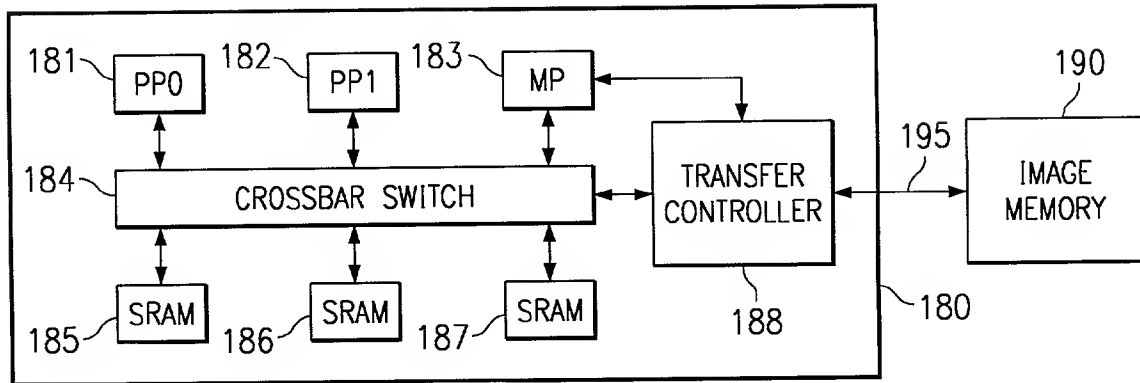 181
PP0
182
PP1
183
MP
190
195
184
CROSSBAR SWITCH
TRANSFER
CONTROLLER
IMAGE
MEMORY
185
SRAM
186
SRAM
187
SRAM
188
180